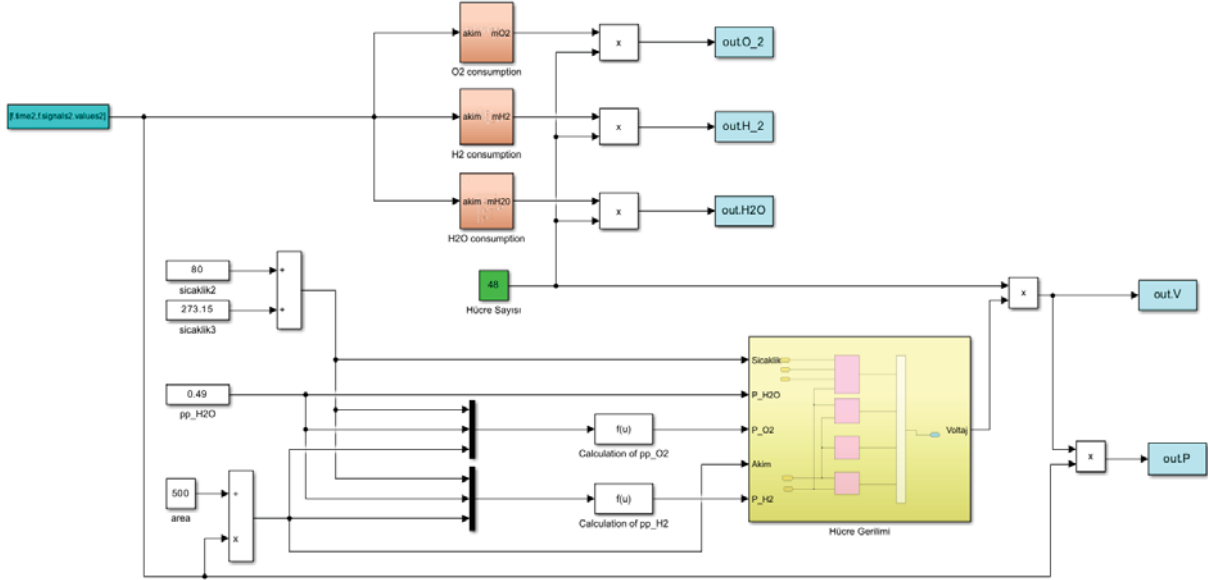 akim mO2
x
out.O_2
O2 consumption
[f.time2,f.signals2.values2]
akim mH2
x
out.H_2
H2 consumption
akim mH20
x
out.H2O
H2O consumption
80
+
sicaklik2
48
x
out.V
273.15
+
Hücre Sayısı
sicaklik3
Sicaklik
0.49
P_H2O
pp_H2O
f(u)
P_O2
Voltaj
Calculation of pp_O2
x
out.P
Akim
500
÷
f(u)
P_H2
area
Calculation of pp_H2
Hücre Gerilimi
x